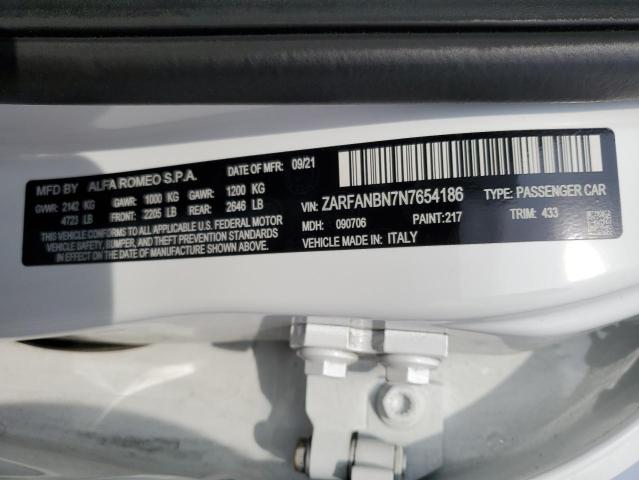 MFD BY ALFA ROMEO S.P.A. DATE OF MFR: 09/21
GVWR: 2142 KG GAWR: 1000 KG GAWR: 1200 KG
4723 LB FRONT: 2205 LB REAR: 2646 LB
THIS VEHICLE CONFORMS TO ALL APPLICABLE U.S. FEDERAL MOTOR
VEHICLE SAFETY, BUMPER, AND THEFT PREVENTION STANDARDS
IN EFFECT ON THE DATE OF MANUFACTURE SHOWN ABOVE
VIN: ZARFANBN7N7654186 TYPE: PASSENGER CAR
MDH: 090706 PAINT: 217 TRIM: 433
VEHICLE MADE IN: ITALY